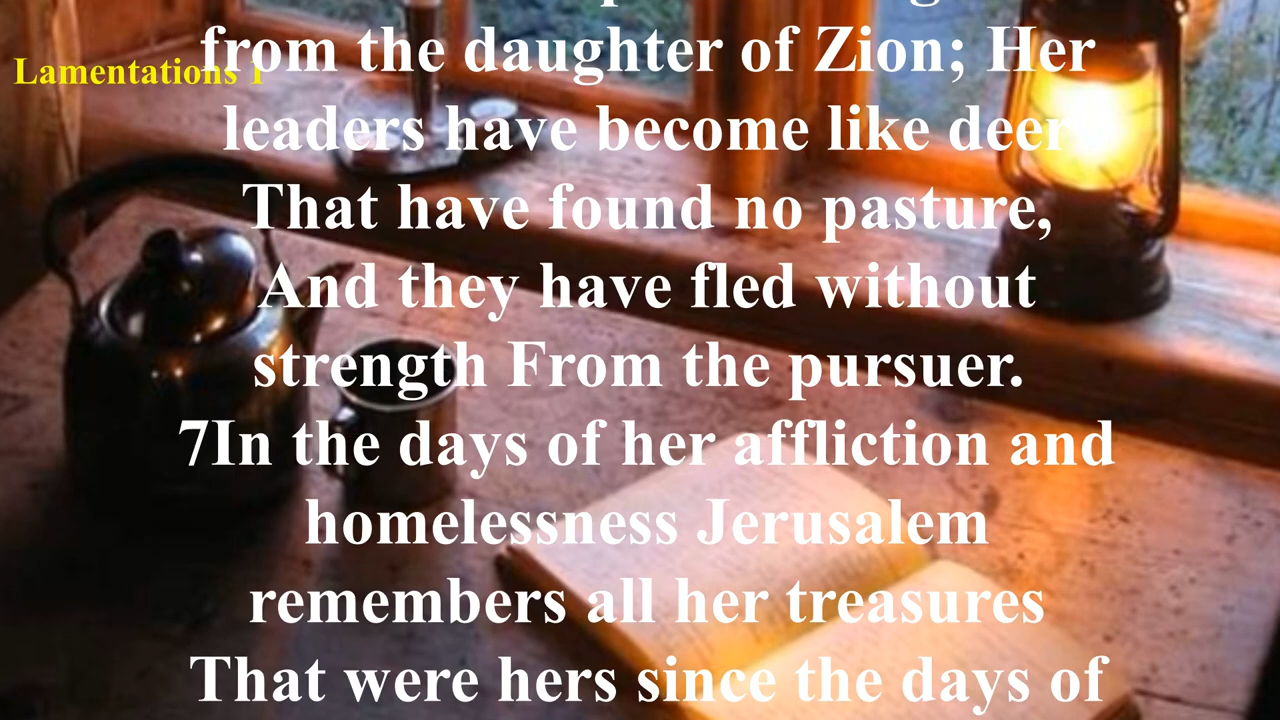 from the daughter of Zion; Her
Lamentations 1
leaders have become like deer
That have found no pasture,
And they have fled without
strength From the pursuer.
7In the days of her affliction and
homelessness Jerusalem
remembers all her treasures
That were hers since the days of